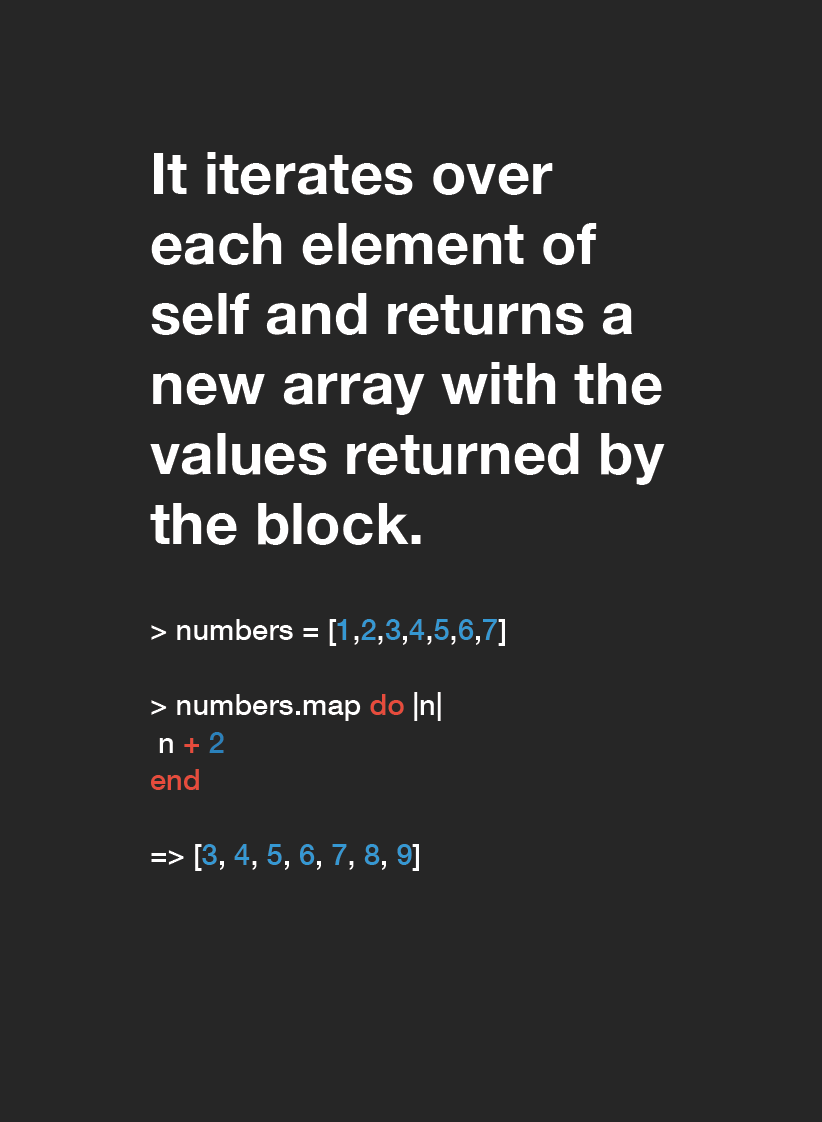 It iterates over
each element of
self and returns a
new array with the
values returned by
the block.
> numbers = [1,2,3,4,5,6,7]
> numbers.map do |n|
n + 2
end
=> [3, 4, 5, 6, 7, 8, 9]